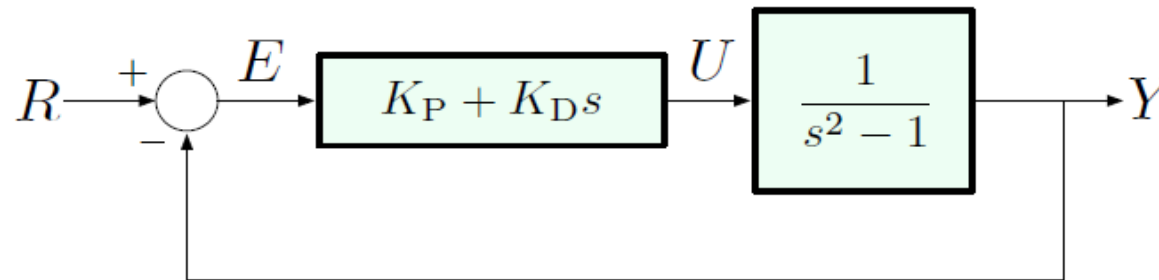 R + − E K_P + K_D s U 1/(s² − 1) Y